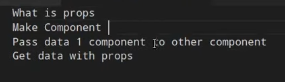 What is props
Make Component
Pass data 1 component to other component
Get data with props